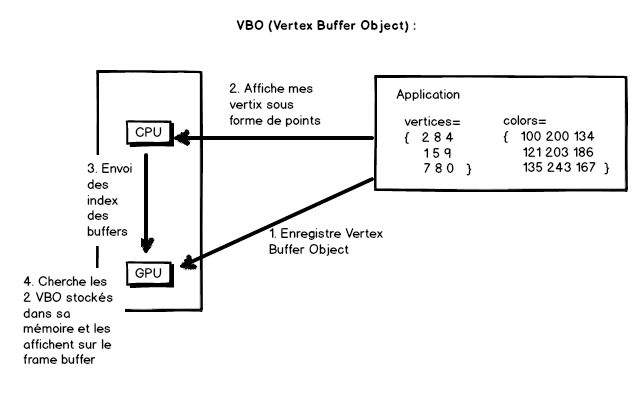 VBO (Vertex Buffer Object) :
2. Affiche mes
vertix sous
forme de points
Application
vertices=
{ 2 8 4
1 5 9
7 8 0 }
colors=
{ 100 200 134
121 203 186
135 243 167 }
CPU
3. Envoi
des
index
des
buffers
1. Enregistre Vertex
Buffer Object
GPU
4. Cherche les
2 VBO stockés
dans sa
mémoire et les
affichent sur le
frame buffer